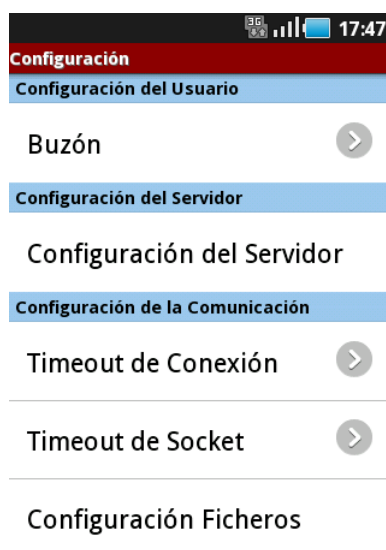 3G 17:47
Configuración
Configuración del Usuario
Buzón
Configuración del Servidor
Configuración del Servidor
Configuración de la Comunicación
Timeout de Conexión
Timeout de Socket
Configuración Ficheros